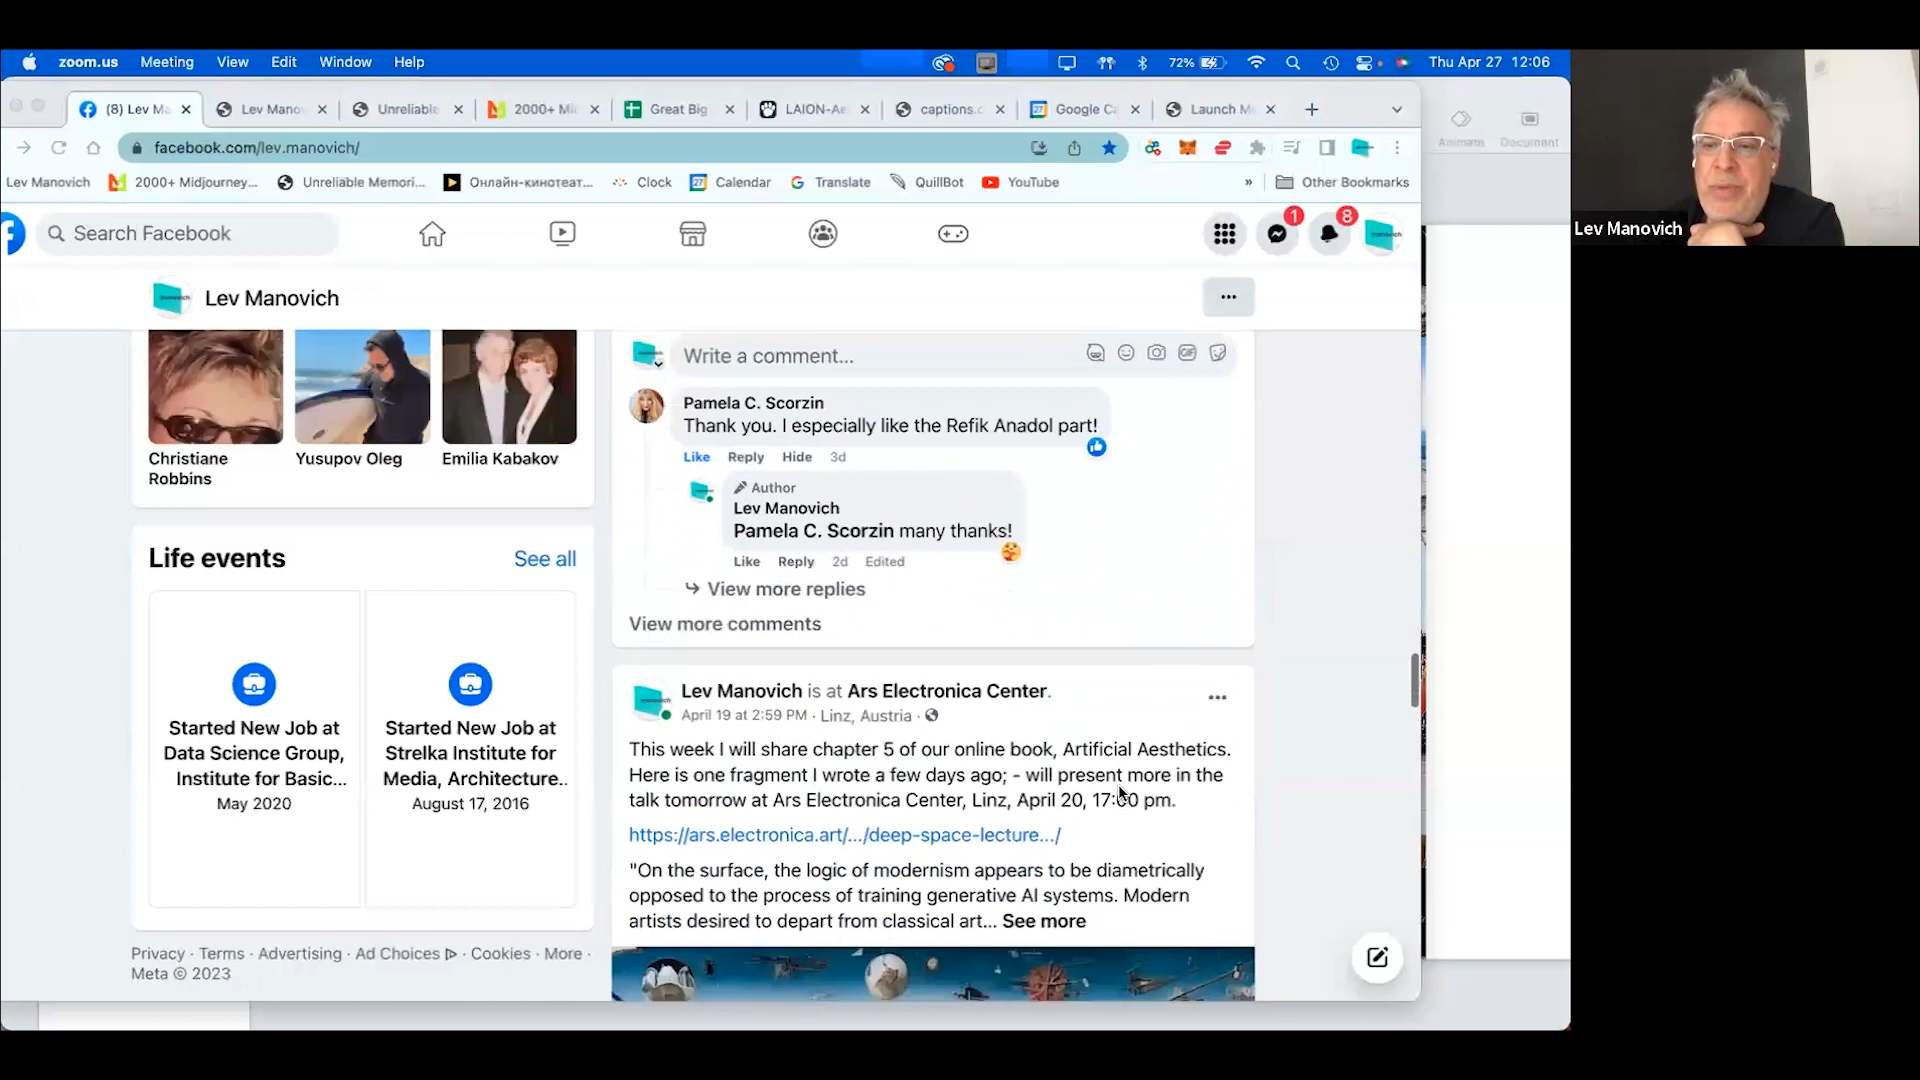 zoom.us Meeting View Edit Window Help 72% Thu Apr 27 12:06
(8) Lev Ma Lev Mano Unreliable 2000+ Mi Great Big LAION-Ae captions.c Google Ca Launch M
facebook.com/lev.manovich/
Lev Manovich 2000+ Midjourney... Unreliable Memori... Онлайн-кинотеат... Clock 27 Calendar Translate QuillBot YouTube » Other Bookmarks
Animate Document
Search Facebook 1 8
Lev Manovich
Lev Manovich
Christiane
Robbins
Yusupov Oleg
Emilia Kabakov
Life events See all
Started New Job at
Data Science Group,
Institute for Basic...
May 2020
Started New Job at
Strelka Institute for
Media, Architecture..
August 17, 2016
Privacy · Terms · Advertising · Ad Choices · Cookies · More ·
Meta © 2023
Write a comment...
Pamela C. Scorzin
Thank you. I especially like the Refik Anadol part!
Like Reply Hide 3d
Author
Lev Manovich
Pamela C. Scorzin many thanks!
Like Reply 2d Edited
View more replies
View more comments
Lev Manovich is at Ars Electronica Center.
April 19 at 2:59 PM · Linz, Austria ·
This week I will share chapter 5 of our online book, Artificial Aesthetics.
Here is one fragment I wrote a few days ago; - will present more in the
talk tomorrow at Ars Electronica Center, Linz, April 20, 17:00 pm.
https://ars.electronica.art/.../deep-space-lecture.../
"On the surface, the logic of modernism appears to be diametrically
opposed to the process of training generative AI systems. Modern
artists desired to depart from classical art... See more